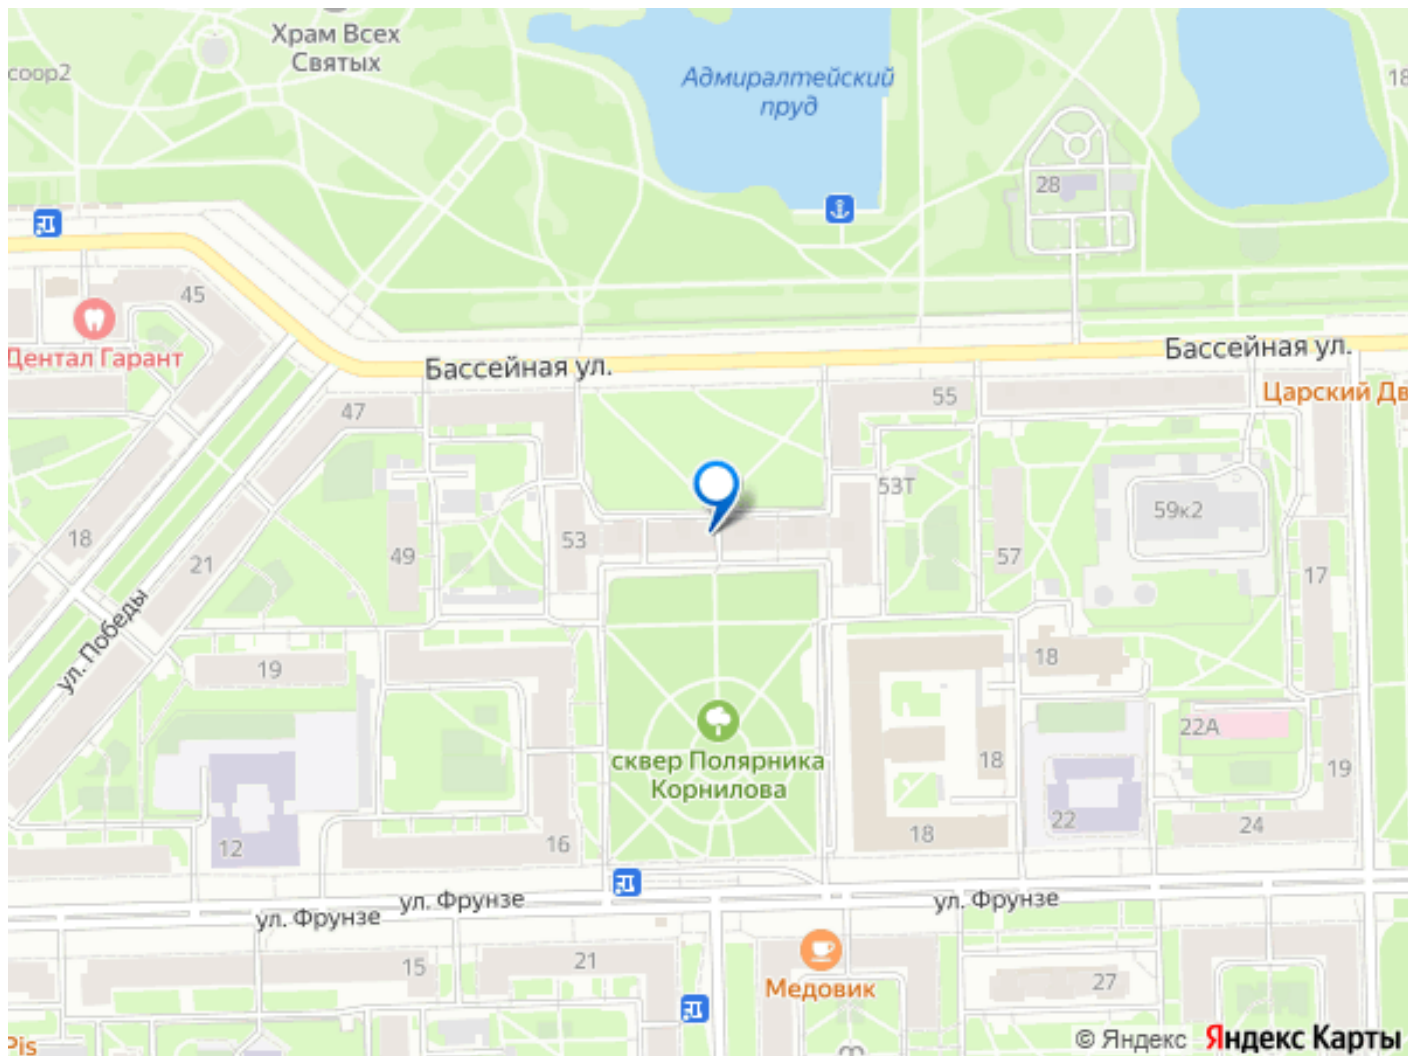 Храм Всех
Святых
coop2
Адмиралтейский
пруд
18
28
45
Дентал Гарант
Бассейная ул.
Бассейная ул.
Царский Дв
47
55
53Т
59к2
18
21
49
53
57
17
ул. Победы
19
18
22А
сквер Полярника
Корнилова
18
19
12
16
18
22
24
ул. Фрунзе
ул. Фрунзе
ул. Фрунзе
15
21
Медовик
27
Pis
© Яндекс Яндекс Карты